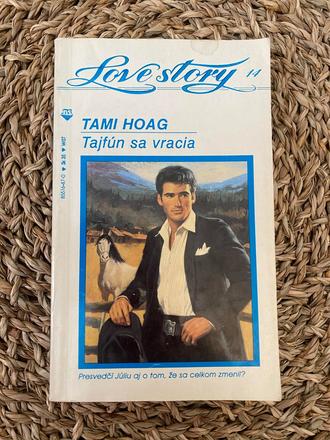 Love story 14
TAMI HOAG
Tajfún sa vracia
Presvedčí Júliu aj o tom, že sa celkom zmenil?